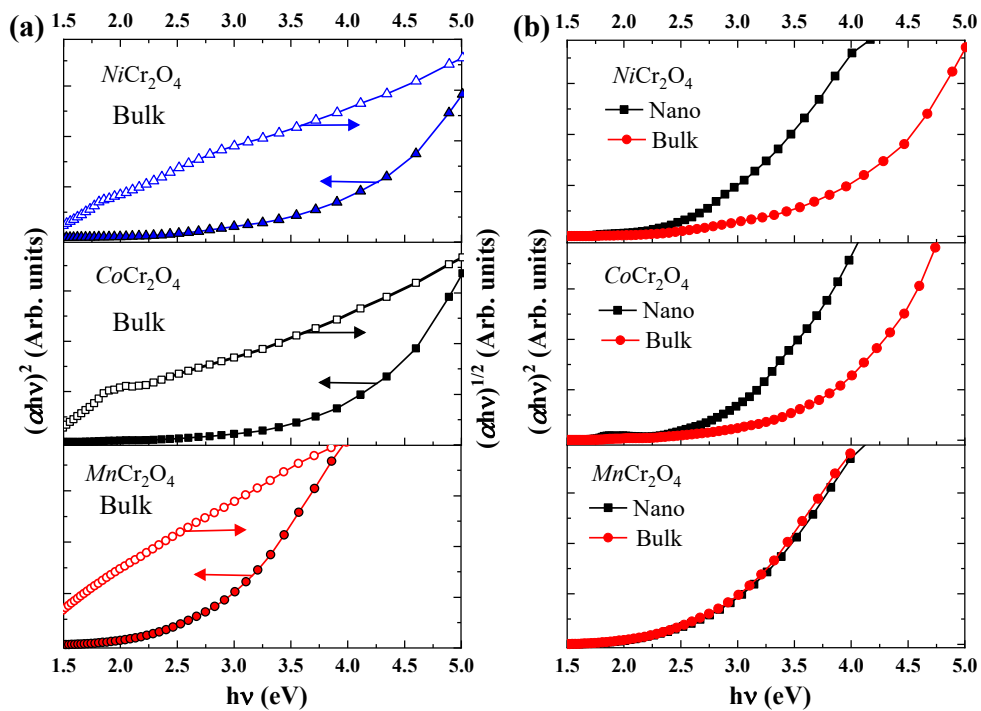 (a)
1.5 2.0 2.5 3.0 3.5 4.0 4.5 5.0
NiCr₂O₄
Bulk
CoCr₂O₄
Bulk
MnCr₂O₄
Bulk
(αhν)² (Arb. units)
(αhν)¹/² (Arb. units)
1.5 2.0 2.5 3.0 3.5 4.0 4.5 5.0
hν (eV)
(b)
1.5 2.0 2.5 3.0 3.5 4.0 4.5 5.0
NiCr₂O₄
Nano
Bulk
CoCr₂O₄
Nano
Bulk
MnCr₂O₄
Nano
Bulk
(αhν)² (Arb. units)
1.5 2.0 2.5 3.0 3.5 4.0 4.5 5.0
hν (eV)